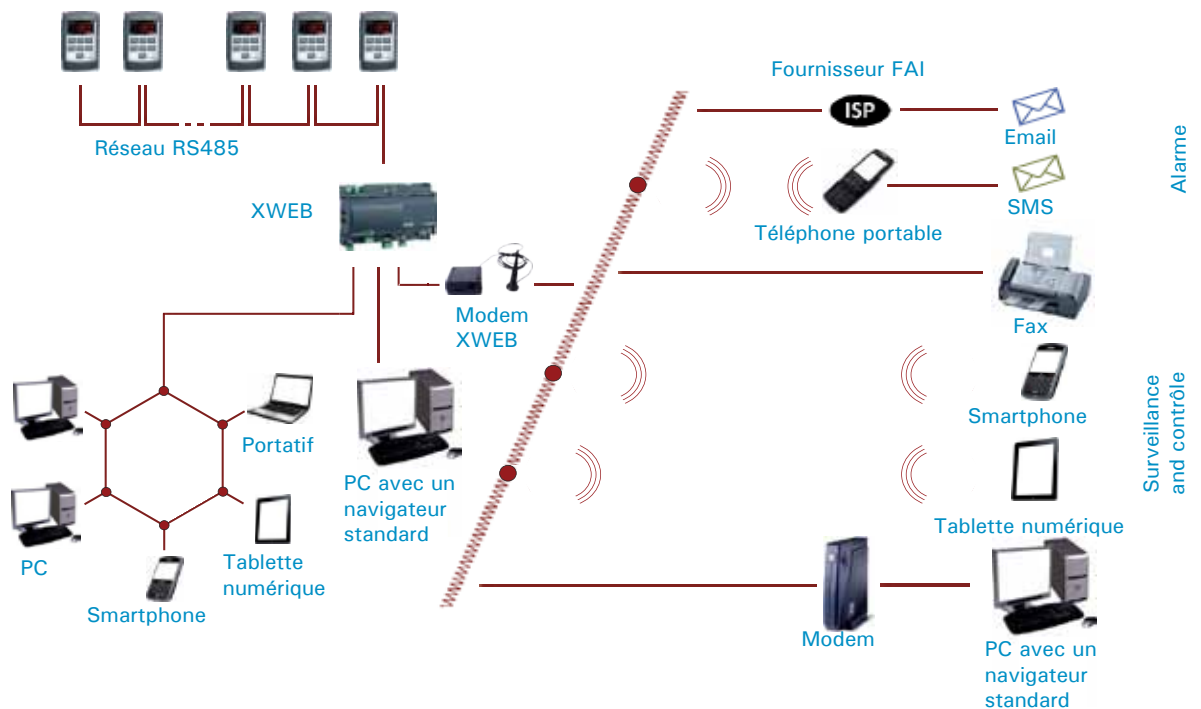 Fournisseur FAI
ISP
Email
Alarme
Réseau RS485
XWEB
SMS
Téléphone portable
Modem
XWEB
Fax
Smartphone
Surveillance
and contrôle
Portatif
PC avec un
navigateur
standard
Tablette numérique
PC
Tablette
numérique
Smartphone
Modem
PC avec un
navigateur
standard